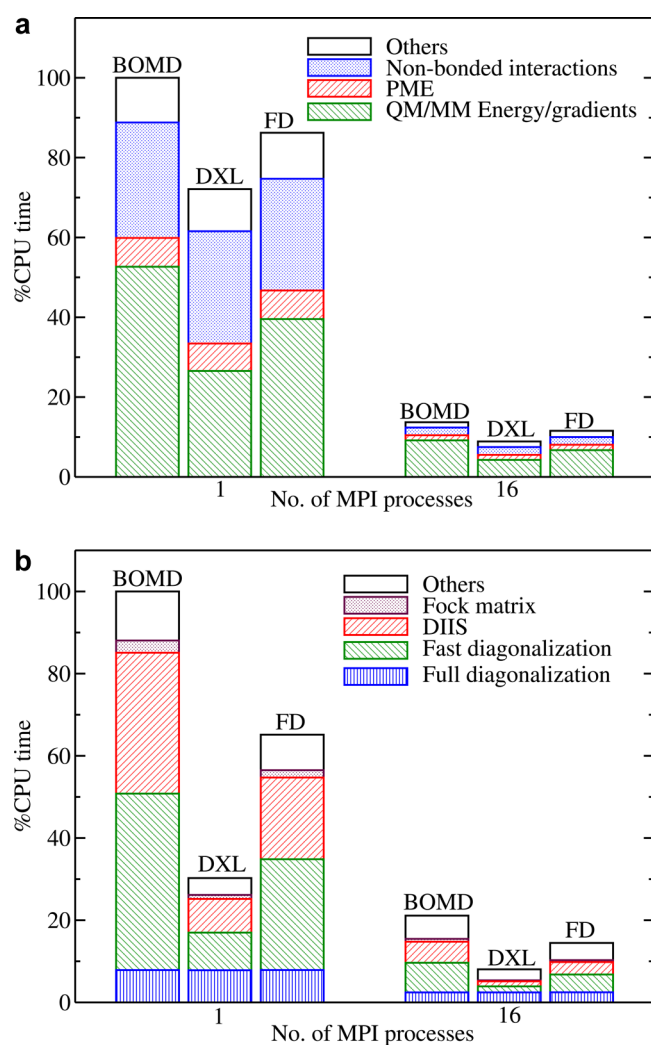 a
BOMD
DXL
FD
Others
Non-bonded interactions
PME
QM/MM Energy/gradients
100
80
60
40
20
0
%CPU time
BOMD
DXL
FD
1
16
No. of MPI processes
b
BOMD
DXL
FD
Others
Fock matrix
DIIS
Fast diagonalization
Full diagonalization
100
80
60
40
20
0
%CPU time
BOMD
DXL
FD
1
16
No. of MPI processes